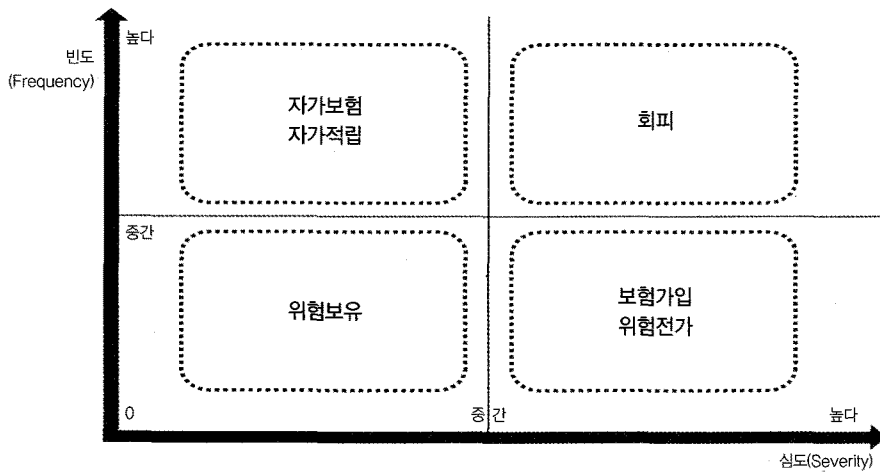 높다
빈도
(Frequency)
자가보험
자가적립
회피
중간
위험보유
보험가입
위험전가
0
중 간
높다
심도(Severity)